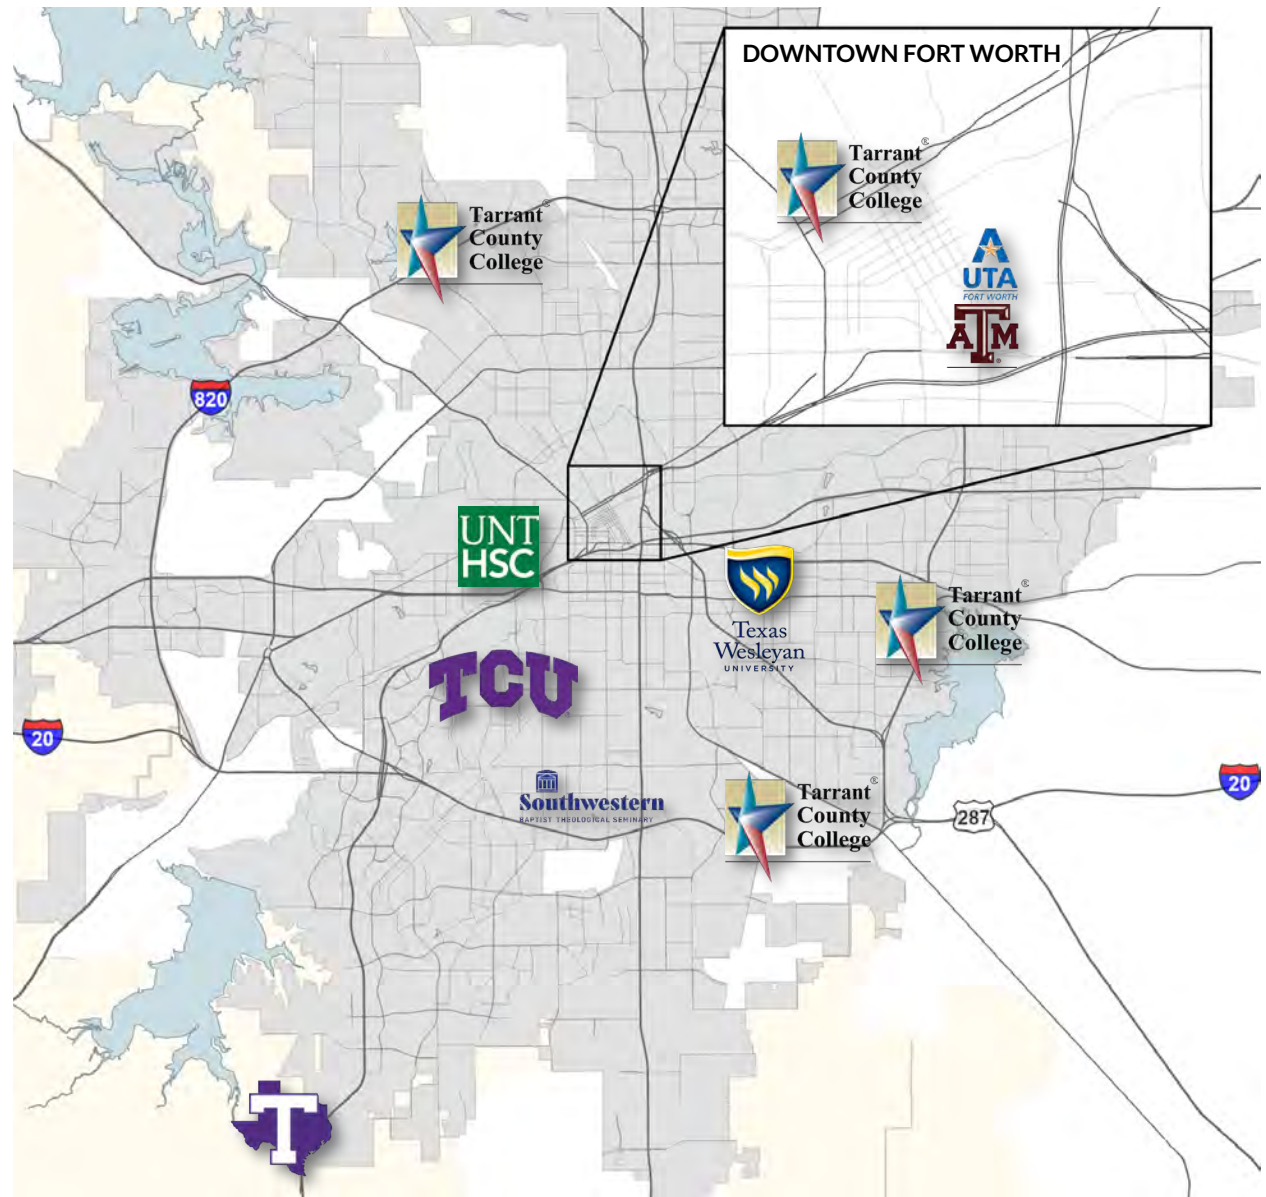 DOWNTOWN FORT WORTH
Tarrant®
County
College
UTA
FORT WORTH
ATM®
Tarrant®
County
College
820
UNT
HSC
Texas
Wesleyan
UNIVERSITY
Tarrant®
County
College
TCU
20
Southwestern
BAPTIST THEOLOGICAL SEMINARY
Tarrant®
County
College
287
20
T